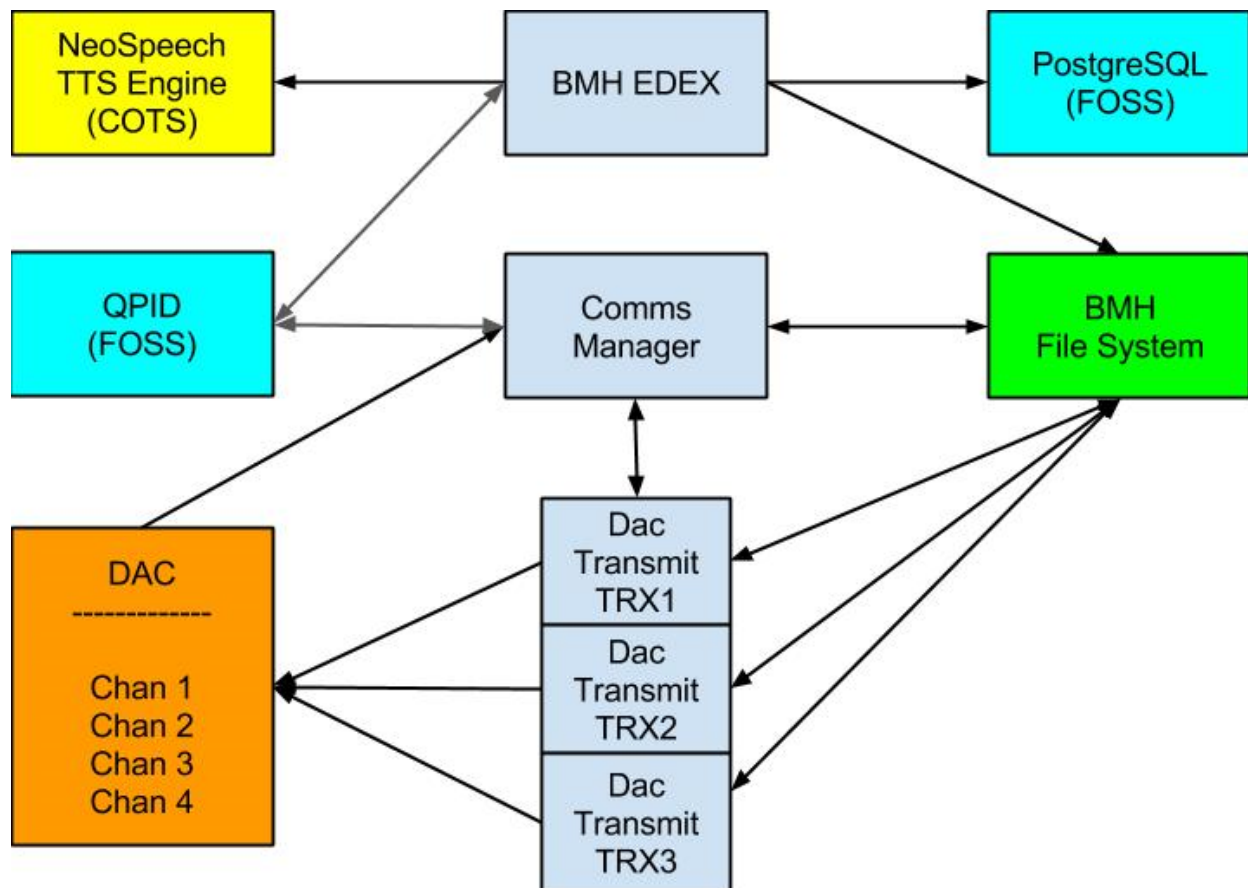 NeoSpeech
TTS Engine
(COTS)
BMH EDEX
PostgreSQL
(FOSS)
QPID
(FOSS)
Comms
Manager
BMH
File System
DAC
-------------
Chan 1
Chan 2
Chan 3
Chan 4
Dac
Transmit
TRX1
Dac
Transmit
TRX2
Dac
Transmit
TRX3